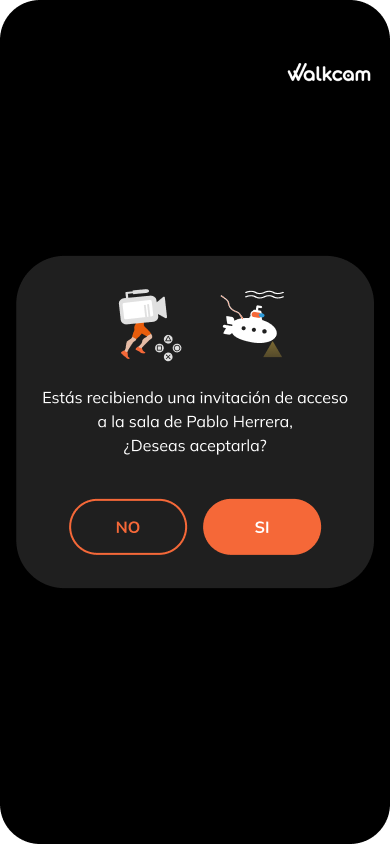 Walkcam
Estás recibiendo una invitación de acceso
a la sala de Pablo Herrera,
¿Deseas aceptarla?
NO
SI